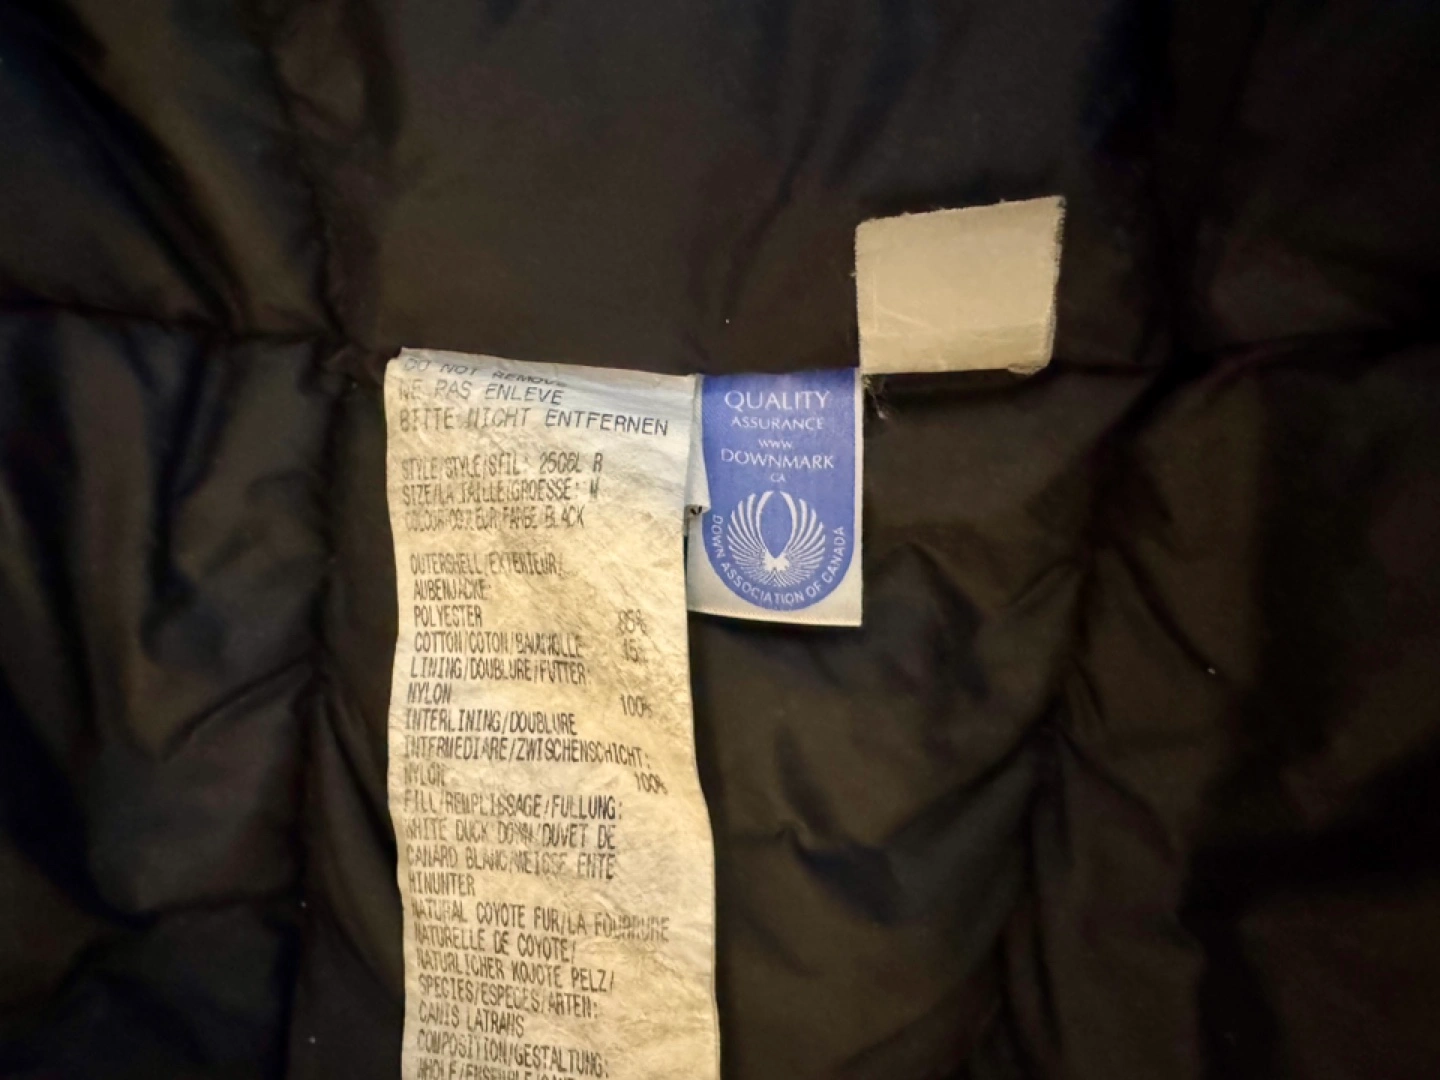 DO NOT REMOVE
NE PAS ENLEVE
BITTE NICHT ENTFERNEN
STYLE/STYLE/STIL: 2506L R
SIZE/LA TAILLE/GROESSE: M
COLOUR/COULEUR/FARBE BLACK
OUTERSHELL/EXTERIEUR/
AUBENJACKE:
POLYESTER 85%
COTTON/COTON/BAUMWOLLE 15%
LINING/DOUBLURE/FUTTER:
NYLON 100%
INTERLINING/DOUBLURE
INTERMEDIARE/ZWISCHENSCHICHT:
NYLON 100%
FILL/REMPLISSAGE/FULLUNG:
WHITE DUCK DOWN/DUVET DE
CANARD BLANC/WEISSE ENTE
HINUNTER
NATURAL COYOTE FUR/LA FOURRURE
NATURELLE DE COYOTE/
NATURLICHER KOJOTE PELZ/
SPECIES/ESPECES/ARTEN:
CANIS LATRANS
COMPOSITION/GESTALTUNG:
QUALITY
ASSURANCE
www.
DOWNMARK
.CA
DOWN ASSOCIATION OF CANADA